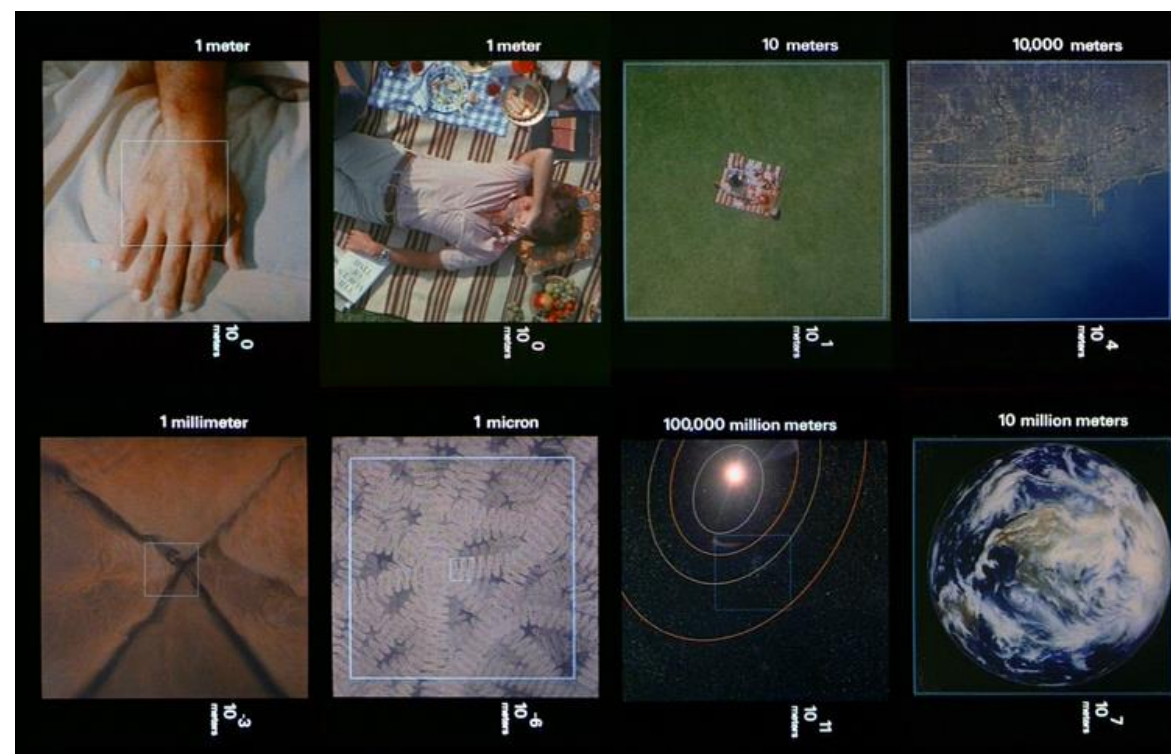 1 meter
1 meter
10 meters
10,000 meters
10⁰ meters
10⁰ meters
10¹ meters
10⁴ meters
1 millimeter
1 micron
100,000 million meters
10 million meters
10⁻³ meters
10⁻⁶ meters
10¹¹ meters
10⁷ meters